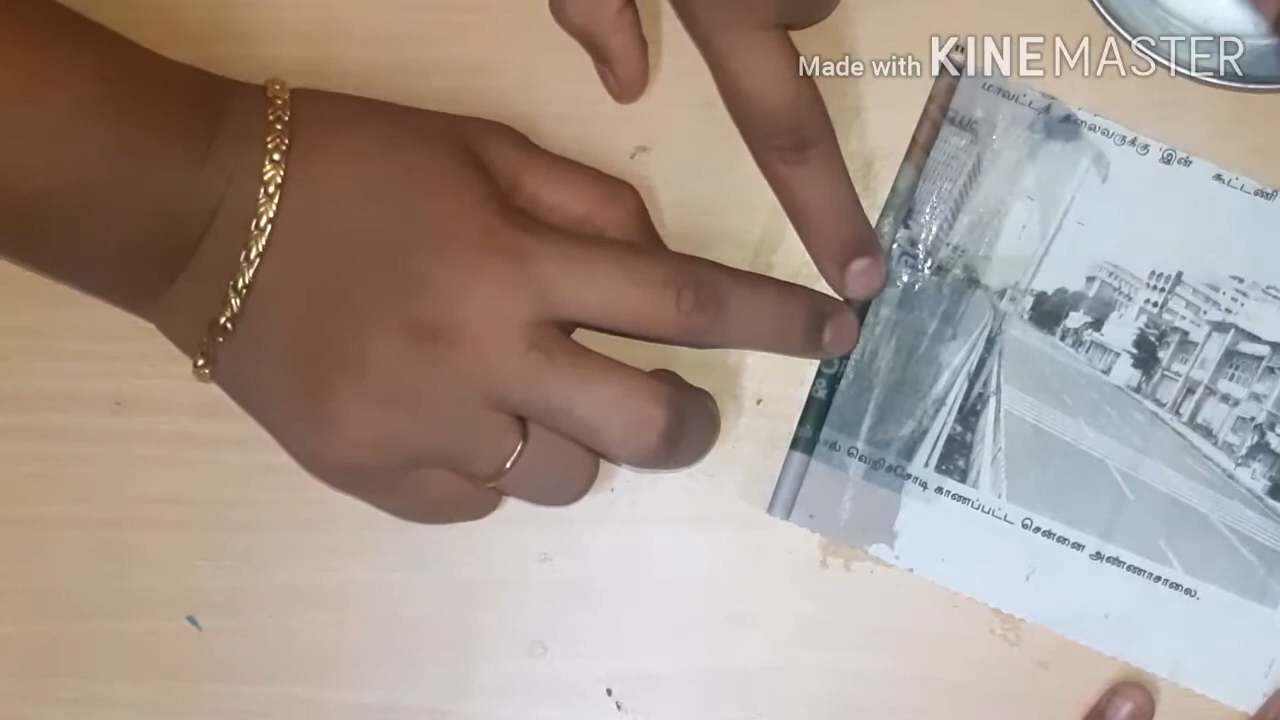 Made with KINEMASTER
மாவட்டத் தலைவருக்கு 'இன் கூட்டணி
வெறிச்சோடி காணப்பட்ட சென்னை அண்ணாசாலை.